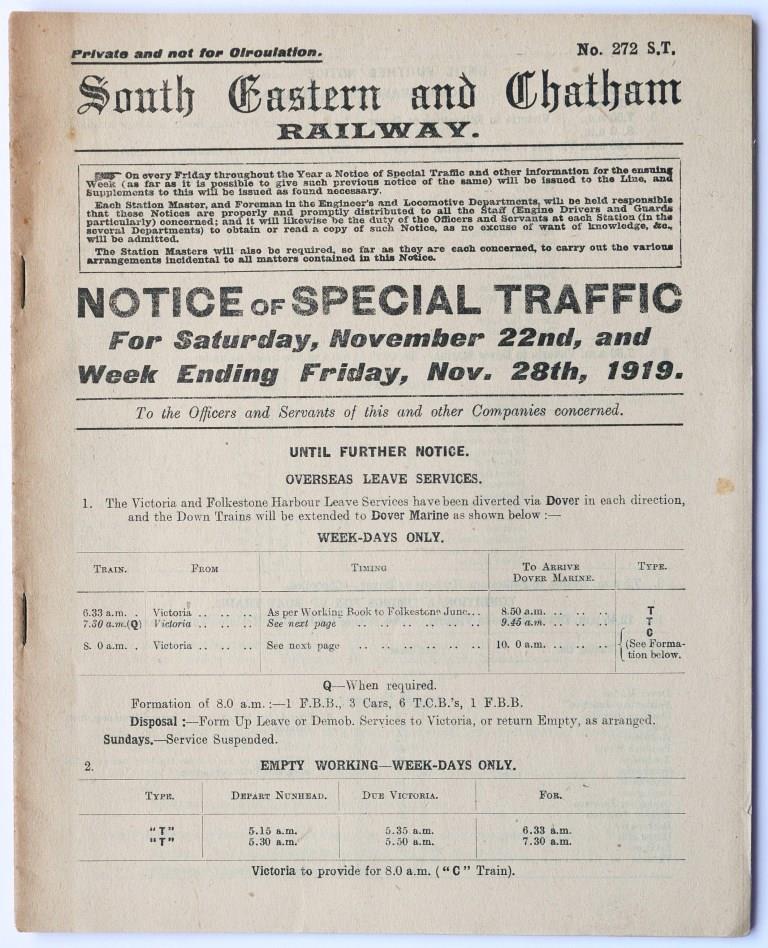 Private and not for Circulation.
No. 272 S.T.
South Eastern and Chatham
RAILWAY.
☛ On every Friday throughout the Year a Notice of Special Traffic and other information for the ensuing
Week (as far as it is possible to give such previous notice of the same) will be issued to the Line, and
Supplements to this will be issued as found necessary.
Each Station Master, and Foreman in the Engineer's and Locomotive Departments, will be held responsible
that these Notices are properly and promptly distributed to all the Staff (Engine Drivers and Guards
particularly) concerned; and it will likewise be the duty of the Officers and Servants at each Station (in the
several Departments) to obtain or read a copy of such Notice, as no excuse of want of knowledge, &c.,
will be admitted.
The Station Masters will also be required, so far as they are each concerned, to carry out the various
arrangements incidental to all matters contained in this Notice.
NOTICE OF SPECIAL TRAFFIC
For Saturday, November 22nd, and
Week Ending Friday, Nov. 28th, 1919.
To the Officers and Servants of this and other Companies concerned.
UNTIL FURTHER NOTICE.
OVERSEAS LEAVE SERVICES.
1. The Victoria and Folkestone Harbour Leave Services have been diverted via Dover in each direction,
and the Down Trains will be extended to Dover Marine as shown below :—
WEEK-DAYS ONLY.
TRAIN. FROM TIMING TO ARRIVE DOVER MARINE. TYPE.
6.33 a.m. . Victoria .. .. .. As per Working Book to Folkestone Junc... 8.50 a.m. .. .. .. T
7.30 a.m.(Q) Victoria .. .. .. See next page .. .. .. .. .. .. 9.45 a.m. .. .. .. T
8. 0 a.m. . Victoria .. .. .. See next page .. .. .. .. .. .. 10. 0 a.m. .. .. .. C (See Formation below.
Q—When required.
Formation of 8.0 a.m. :—1 F.B.B., 3 Cars, 6 T.C.B.'s, 1 F.B.B.
Disposal :—Form Up Leave or Demob. Services to Victoria, or return Empty, as arranged.
Sundays.—Service Suspended.
2. EMPTY WORKING—WEEK-DAYS ONLY.
TYPE. DEPART NUNHEAD. DUE VICTORIA. FOR.
"T" 5.15 a.m. 5.35 a.m. 6.33 a.m.
"T" 5.30 a.m. 5.50 a.m. 7.30 a.m.
Victoria to provide for 8.0 a.m. ("C" Train).